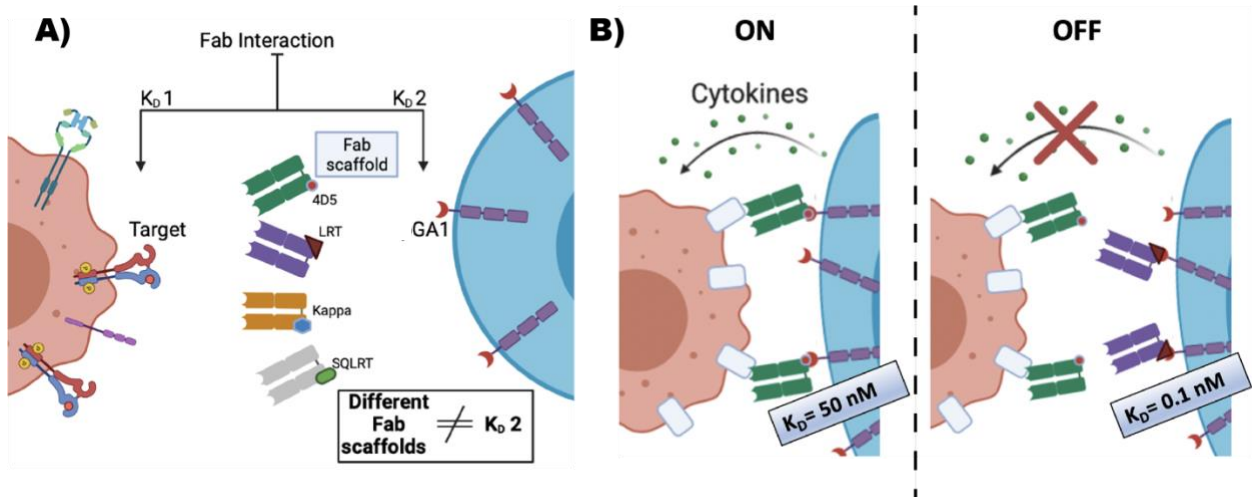 A)
Fab Interaction
KD 1
KD 2
Fab
scaffold
4D5
LRT
Target
GA1
Kappa
SQLRT
Different
Fab
scaffolds
≠ KD 2
B)
ON
OFF
Cytokines
KD= 50 nM
KD= 0.1 nM